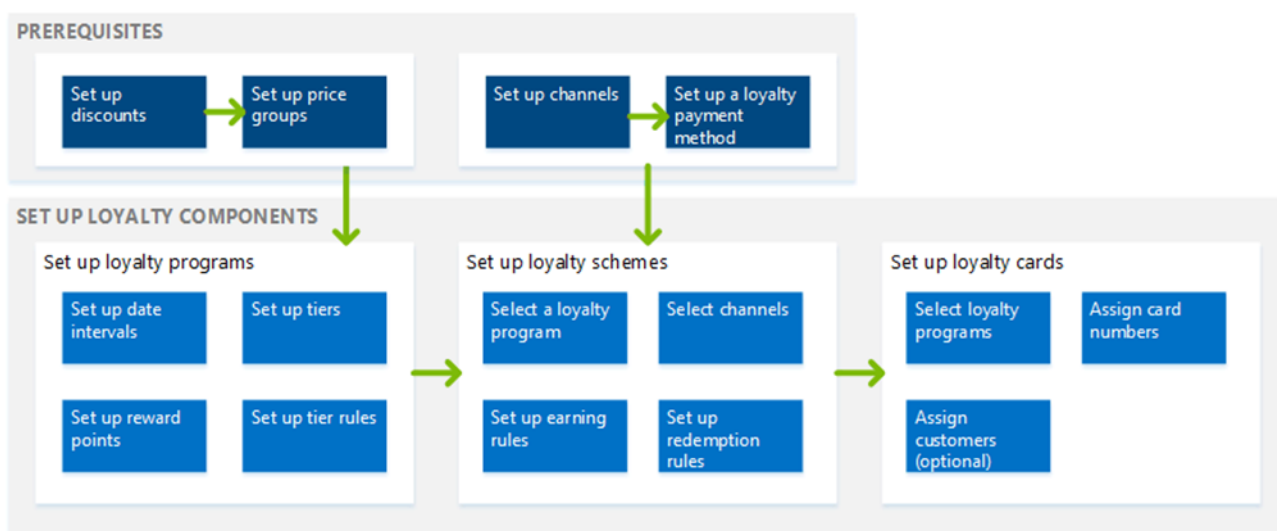 PREREQUISITES
Set up
discounts
Set up price
groups
Set up channels
Set up a loyalty
payment
method
SET UP LOYALTY COMPONENTS
Set up loyalty programs
Set up date
intervals
Set up tiers
Set up reward
points
Set up tier rules
Set up loyalty schemes
Select a loyalty
program
Select channels
Set up earning
rules
Set up
redemption
rules
Set up loyalty cards
Select loyalty
programs
Assign card
numbers
Assign
customers
(optional)